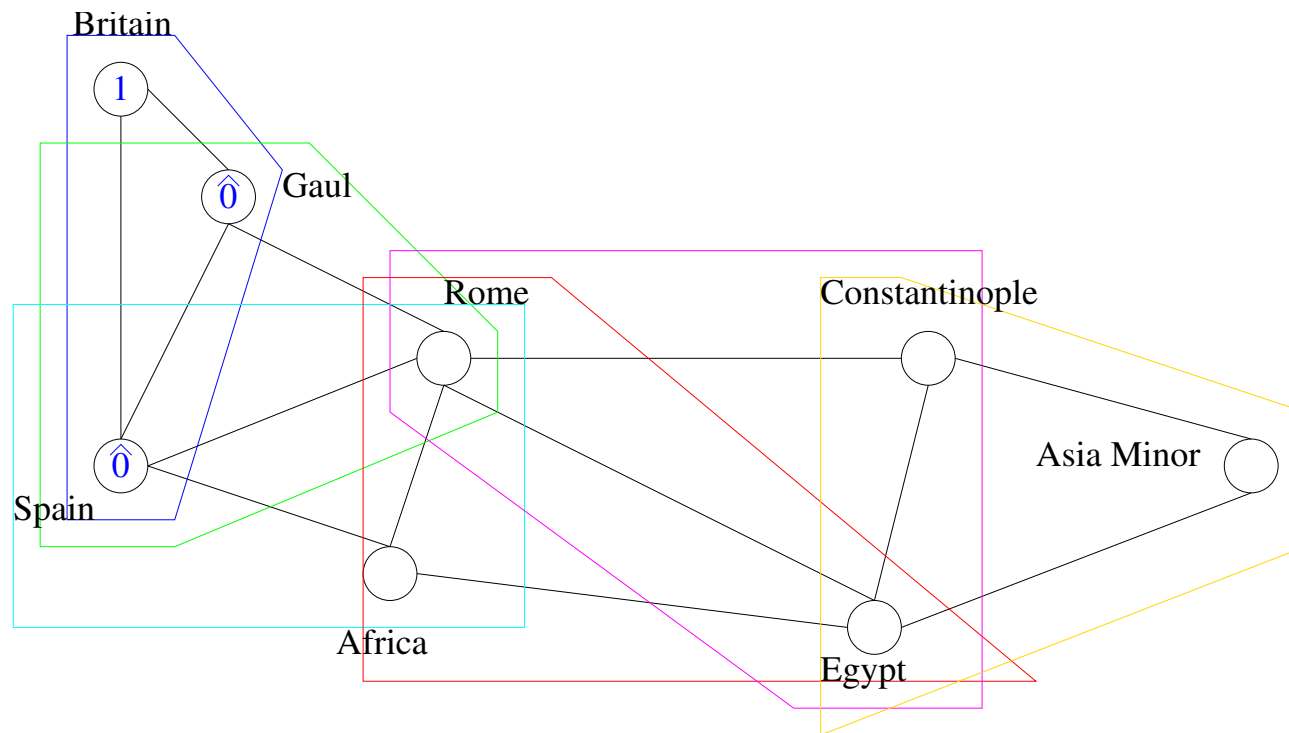 Britain
1
0̂
Gaul
Rome
Constantinople
Asia Minor
0̂
Spain
Africa
Egypt